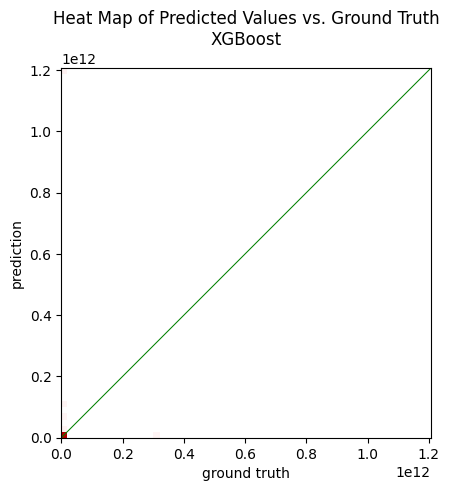 Heat Map of Predicted Values vs. Ground Truth
XGBoost
1e12
1.2
1.0
0.8
0.6
0.4
0.2
0.0
prediction
0.0 0.2 0.4 0.6 0.8 1.0 1.2
ground truth
1e12